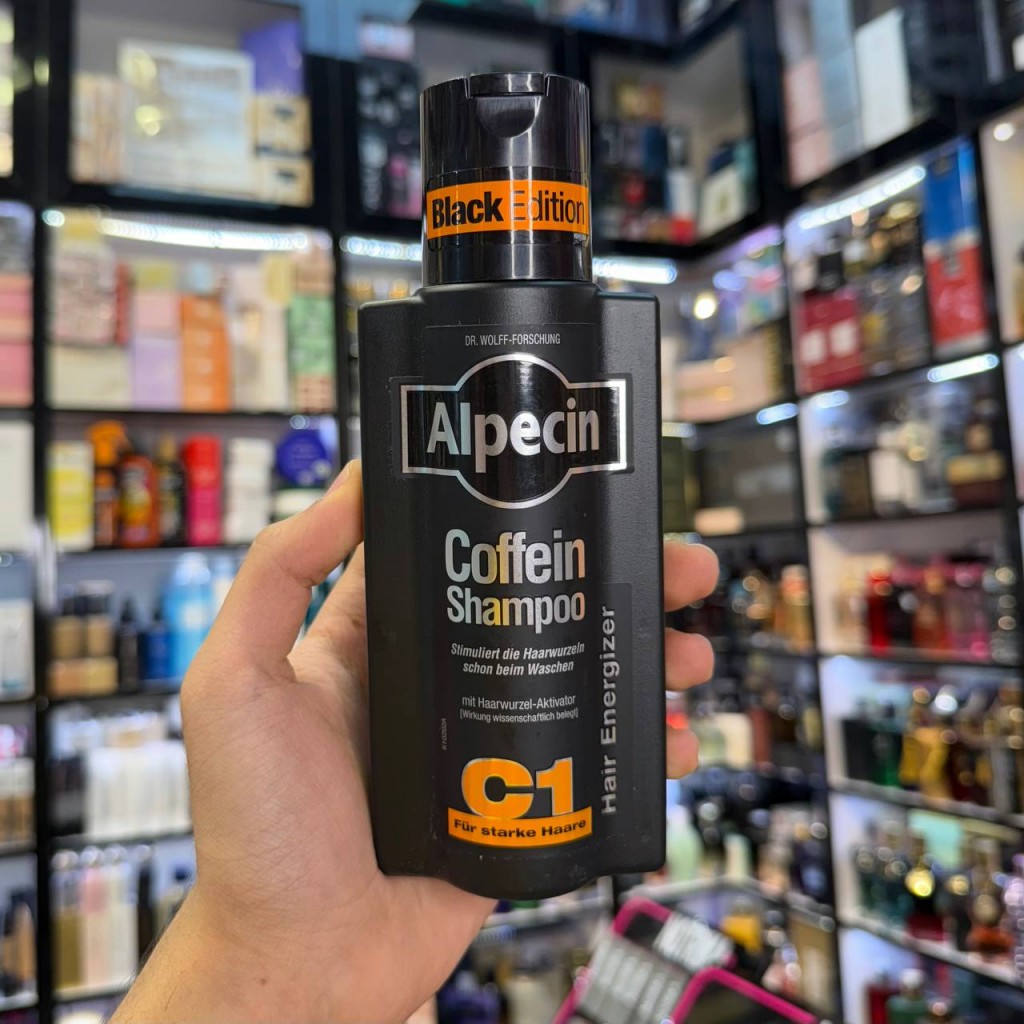 Black Edition
DR. WOLFF-FORSCHUNG
Alpecin
Coffein
Shampoo
Stimuliert die Haarwurzeln
schon beim Waschen
mit Haarwurzel-Aktivator
[Wirkung wissenschaftlich belegt]
Hair Energizer
C1
Für starke Haare